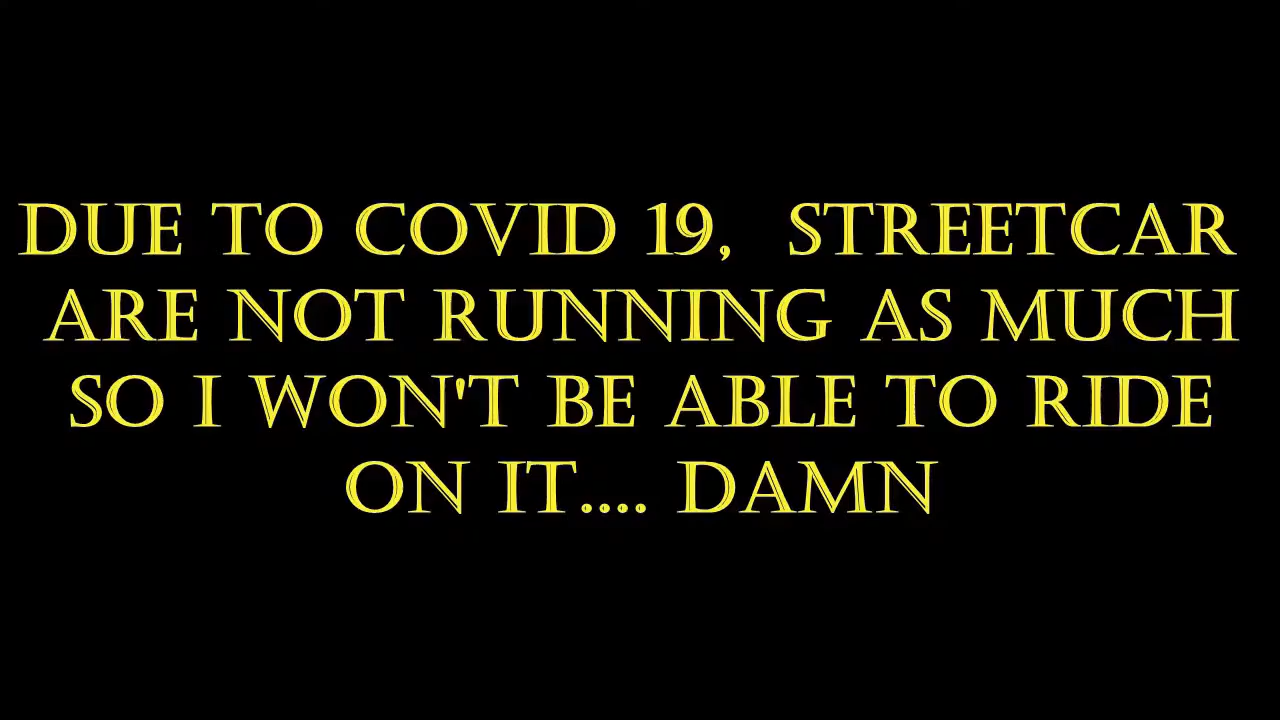 DUE TO COVID 19,  STREETCAR
ARE NOT RUNNING AS MUCH
SO I WON'T BE ABLE TO RIDE
ON IT.... DAMN